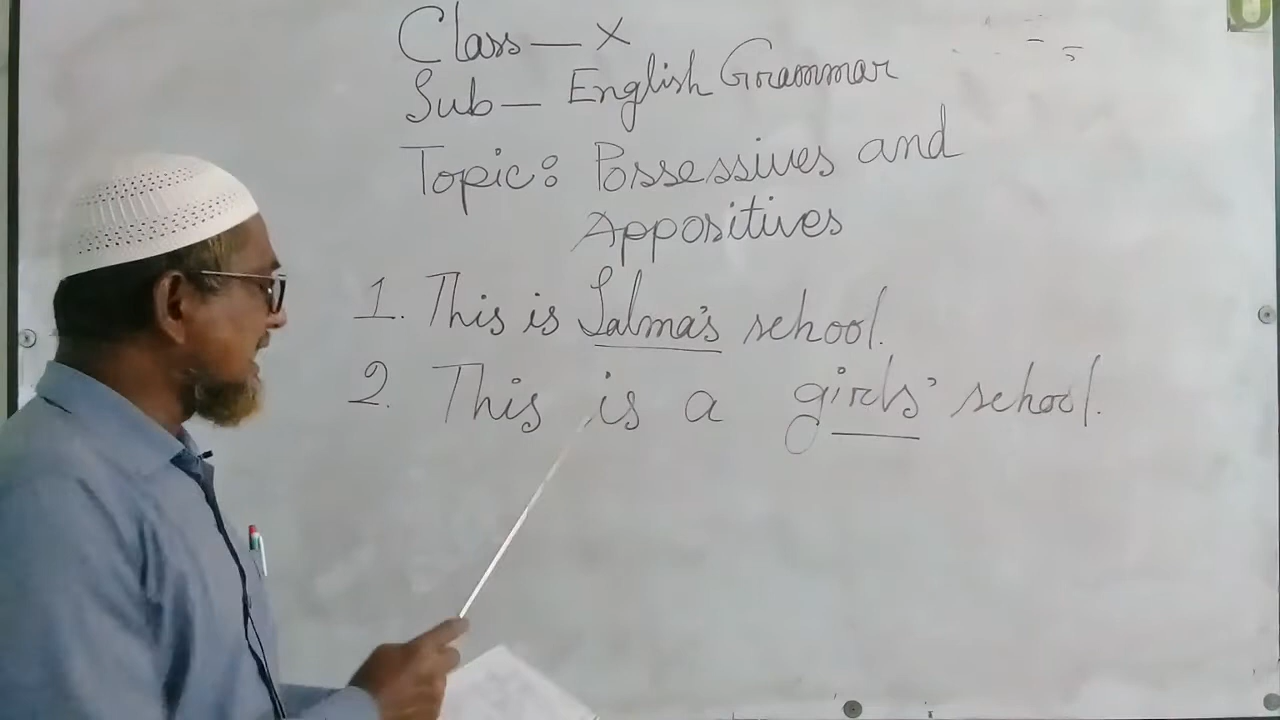 Class — X
Sub — English Grammar
Topic: Possessives and
Appositives
1. This is Salma's school.
2. This is a girls' school.